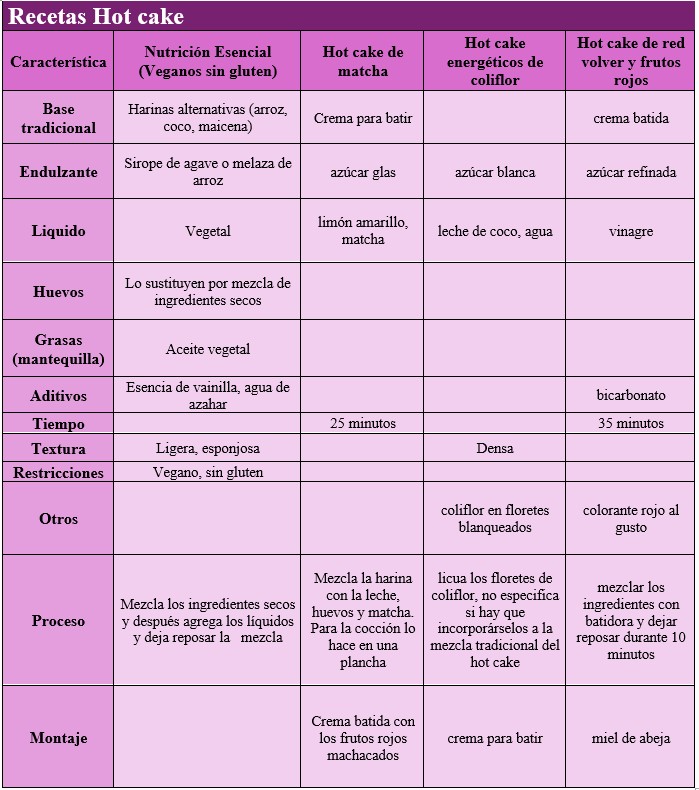 Recetas Hot cake
Característica
Nutrición Esencial
(Veganos sin gluten)
Hot cake de
matcha
Hot cake
energéticos de
coliflor
Hot cake de red
volver y frutos
rojos
Base
tradicional
Harinas alternativas (arroz,
coco, maicena)
Crema para batir
crema batida
Endulzante
Sirope de agave o melaza de
arroz
azúcar glas
azúcar blanca
azúcar refinada
Liquido
Vegetal
limón amarillo,
matcha
leche de coco, agua
vinagre
Huevos
Lo sustituyen por mezcla de
ingredientes secos
Grasas
(mantequilla)
Aceite vegetal
Aditivos
Esencia de vainilla, agua de
azahar
bicarbonato
Tiempo
25 minutos
35 minutos
Textura
Ligera, esponjosa
Densa
Restricciones
Vegano, sin gluten
Otros
coliflor en floretes
blanqueados
colorante rojo al
gusto
Proceso
Mezcla los ingredientes secos
y después agrega los líquidos
y deja reposar la mezcla
Mezcla la harina
con la leche,
huevos y matcha.
Para la cocción lo
hace en una
plancha
licua los floretes de
coliflor, no especifica
si hay que
incorporárselos a la
mezcla tradicional del
hot cake
mezclar los
ingredientes con
batidora y dejar
reposar durante 10
minutos
Montaje
Crema batida con
los frutos rojos
machacados
crema para batir
miel de abeja